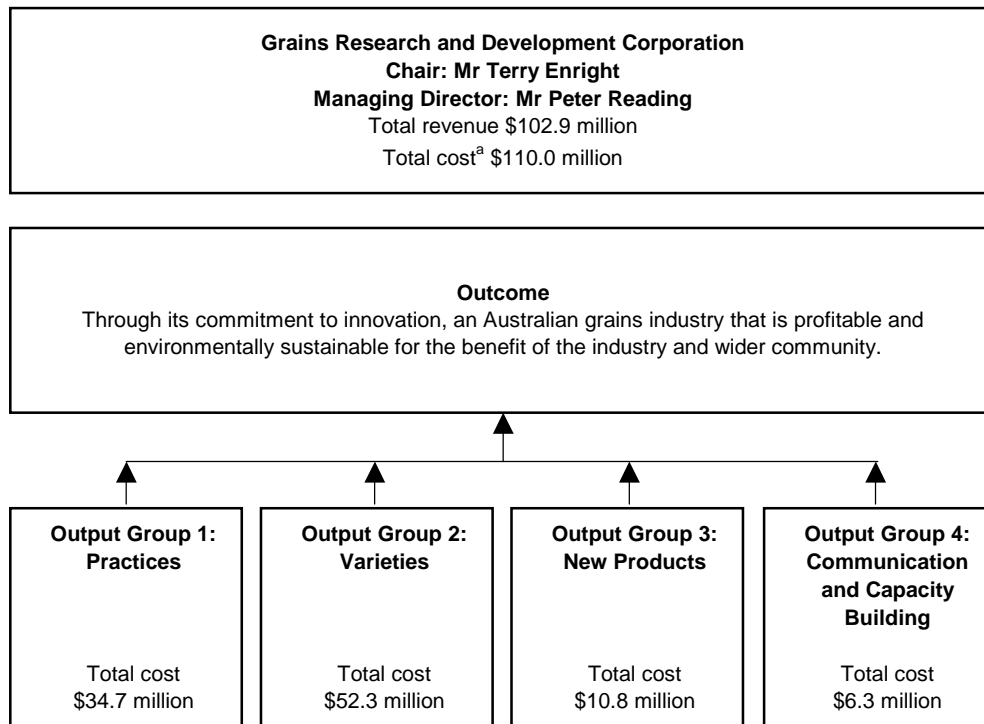 Grains Research and Development Corporation
Chair: Mr Terry Enright
Managing Director: Mr Peter Reading
Total revenue $102.9 million
Total costa $110.0 million
Outcome
Through its commitment to innovation, an Australian grains industry that is profitable and
environmentally sustainable for the benefit of the industry and wider community.
Output Group 1:
Practices
Total cost
$34.7 million
Output Group 2:
Varieties
Total cost
$52.3 million
Output Group 3:
New Products
Total cost
$10.8 million
Output Group 4:
Communication
and Capacity
Building
Total cost
$6.3 million